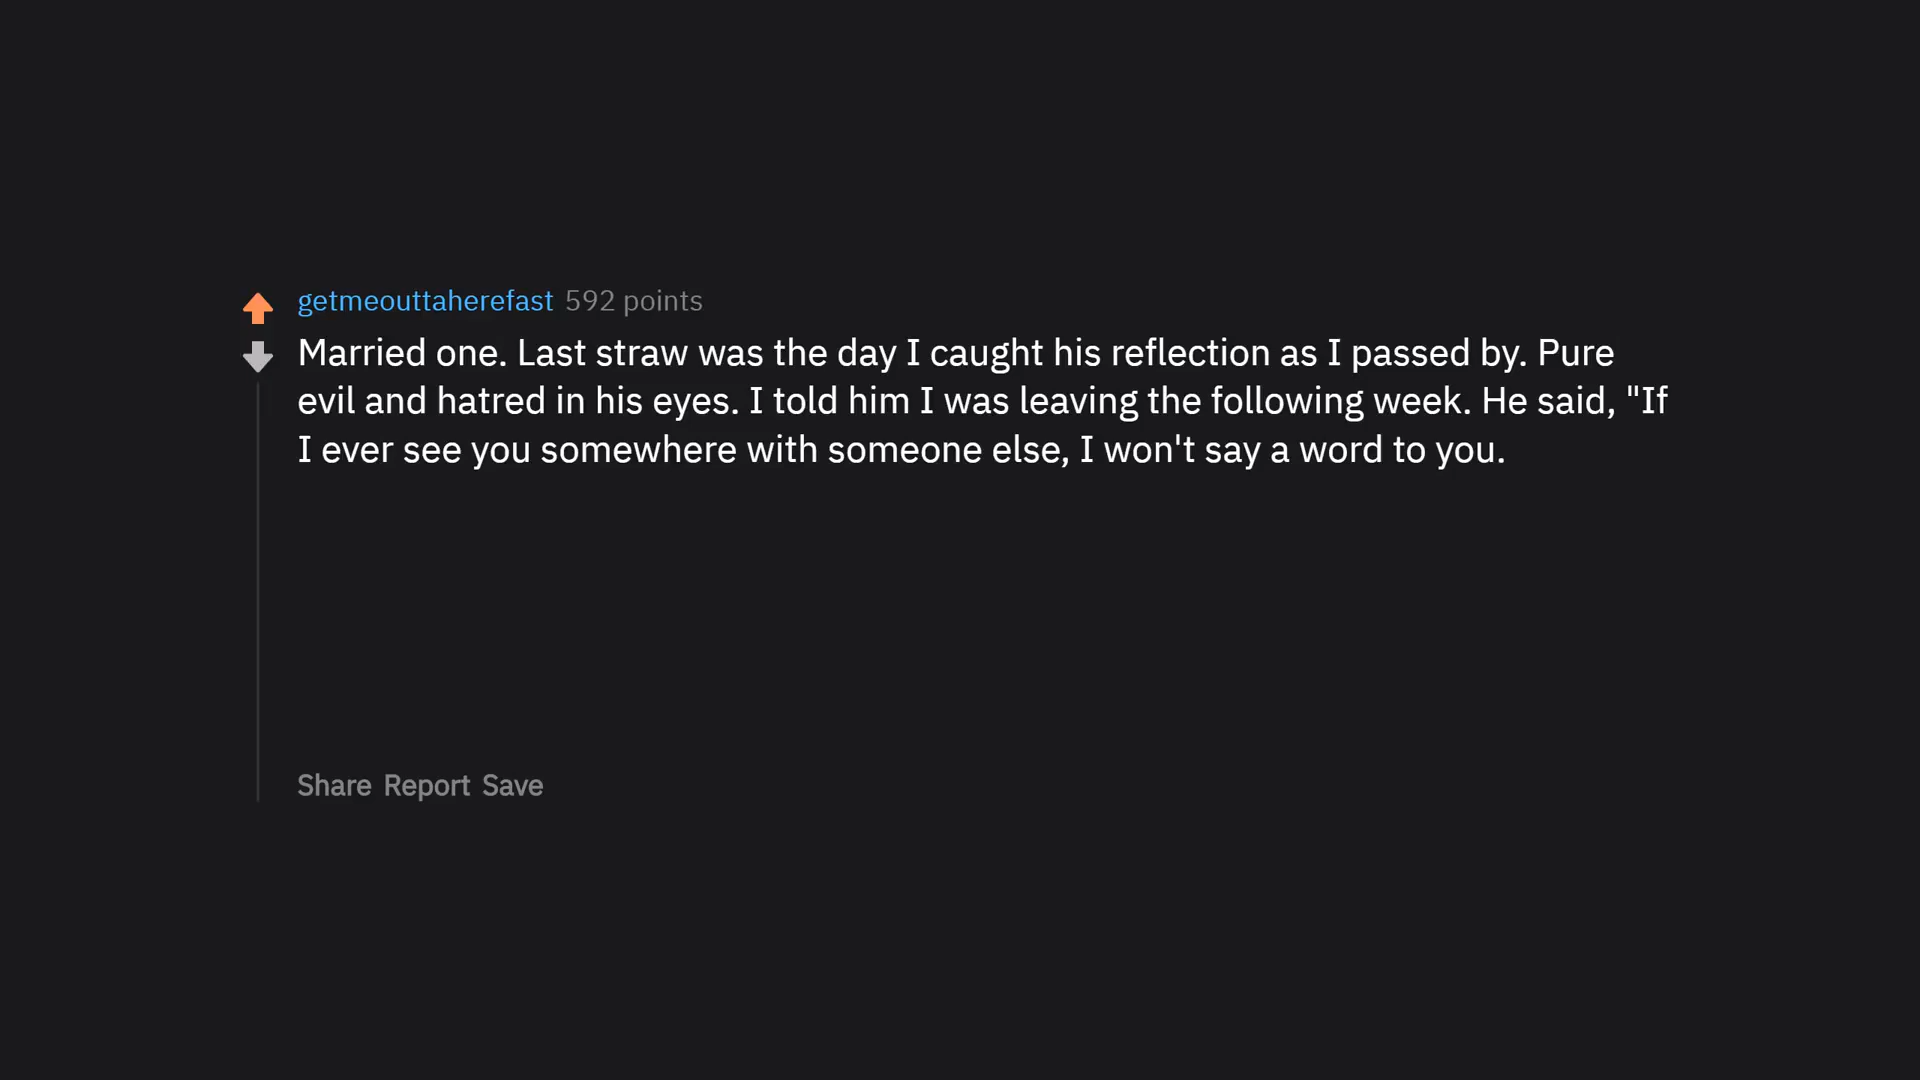 getmeouttaherefast 592 points
Married one. Last straw was the day I caught his reflection as I passed by. Pure
evil and hatred in his eyes. I told him I was leaving the following week. He said, "If
I ever see you somewhere with someone else, I won't say a word to you.
Share Report Save